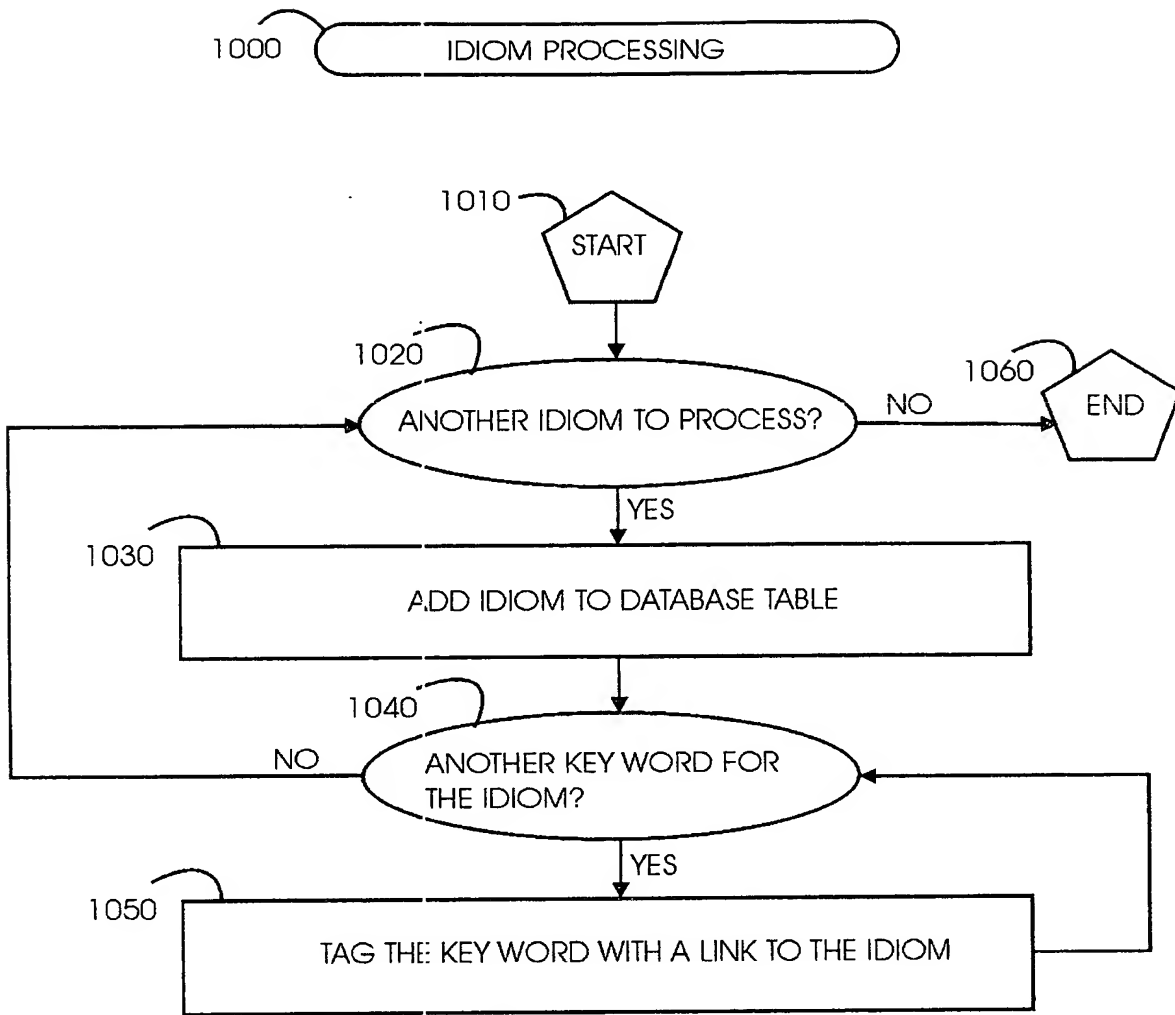 1000
IDIOM PROCESSING
1010
START
1020
ANOTHER IDIOM TO PROCESS?
NO
1060
END
YES
1030
ADD IDIOM TO DATABASE TABLE
1040
NO
ANOTHER KEY WORD FOR
THE IDIOM?
YES
1050
TAG THE KEY WORD WITH A LINK TO THE IDIOM